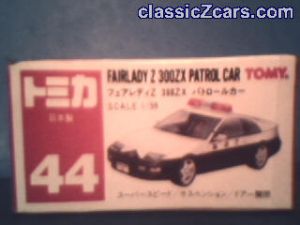 classicZcars.com
トミカ
日本製
44
FAIRLADY Z 300ZX PATROL CAR TOMY.
フェアレディZ 300ZX パトロールカー
SCALE 1/59
スーパースピード/サスペンション/ドアー開閉